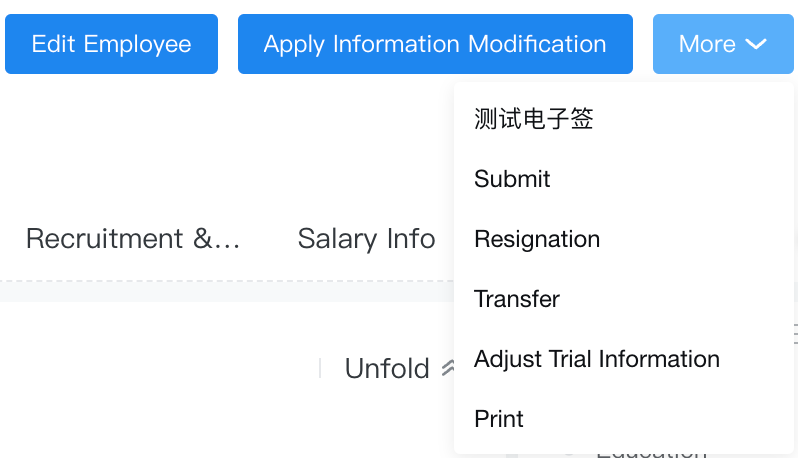 Edit Employee
Apply Information Modification
More
测试电子签
Submit
Resignation
Transfer
Adjust Trial Information
Print
Recruitment &...
Salary Info
Unfold
Education